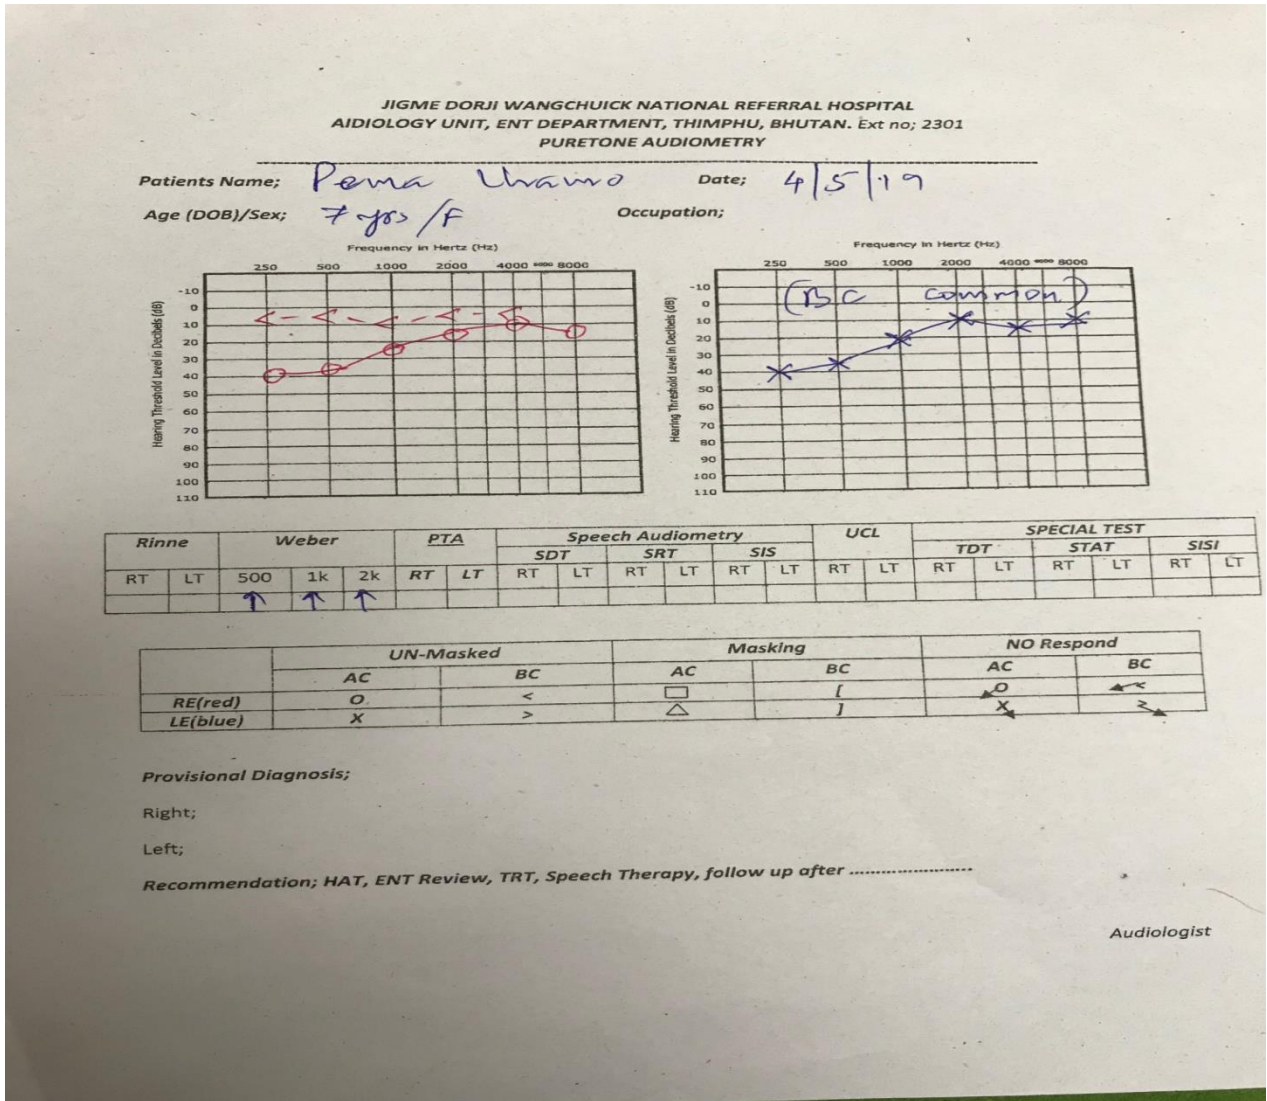 JIGME DORJI WANGCHUICK NATIONAL REFERRAL HOSPITAL
AIDIOLOGY UNIT, ENT DEPARTMENT, THIMPHU, BHUTAN. Ext no; 2301
PURETONE AUDIOMETRY
Patients Name; Pema Lhamo Date; 4/5/19
Age (DOB)/Sex; 7 yrs/F Occupation;
Frequency in Hertz (Hz)
250 500 1000 2000 4000 8000
Hearing Threshold Level in Decibels (dB)
-10
0
10
20
30
40
50
60
70
80
90
100
110
Frequency in Hertz (Hz)
250 500 1000 2000 4000 8000
Hearing Threshold Level in Decibels (dB)
(BC common)
-10
0
10
20
30
40
50
60
70
80
90
100
110
Rinne Weber PTA Speech Audiometry UCL SPECIAL TEST
SDT SRT SIS TDT STAT SISI
RT LT 500 1k 2k RT LT RT LT RT LT RT LT RT LT RT LT RT LT RT LT
↑ ↑ ↑
UN-Masked Masking NO Respond
AC BC AC BC AC BC
RE(red) O < □ [ O <
LE(blue) X > △ ] X
Provisional Diagnosis;
Right;
Left;
Recommendation; HAT, ENT Review, TRT, Speech Therapy, follow up after ........................
Audiologist